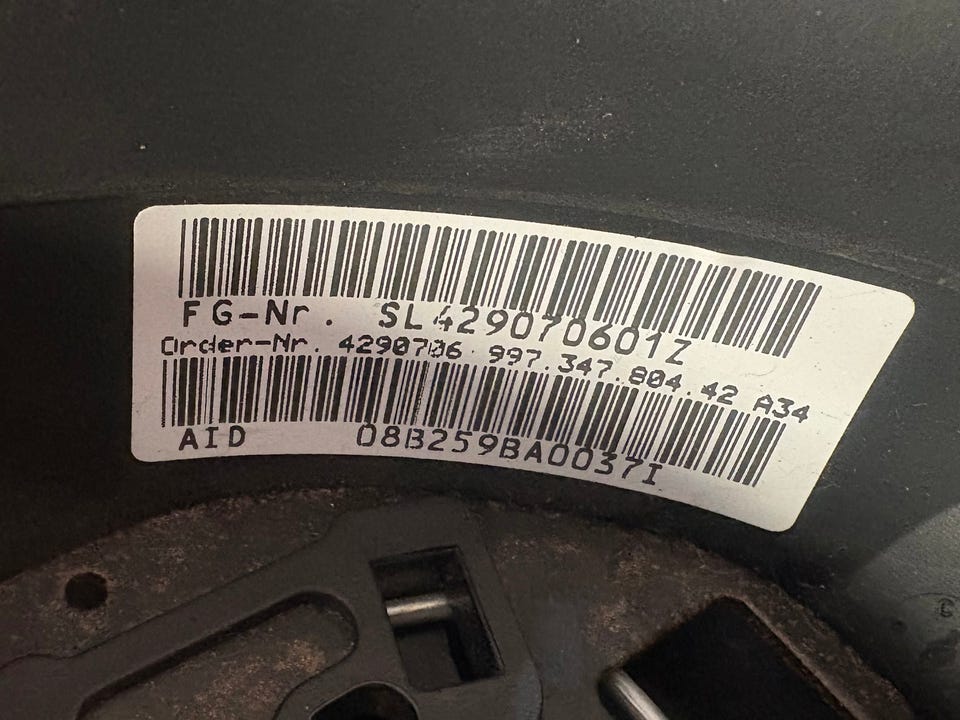 FG-Nr. SL429070601Z
Order-Nr. 4290706 997.347.804.42 A34
AID 08B259BA0037I